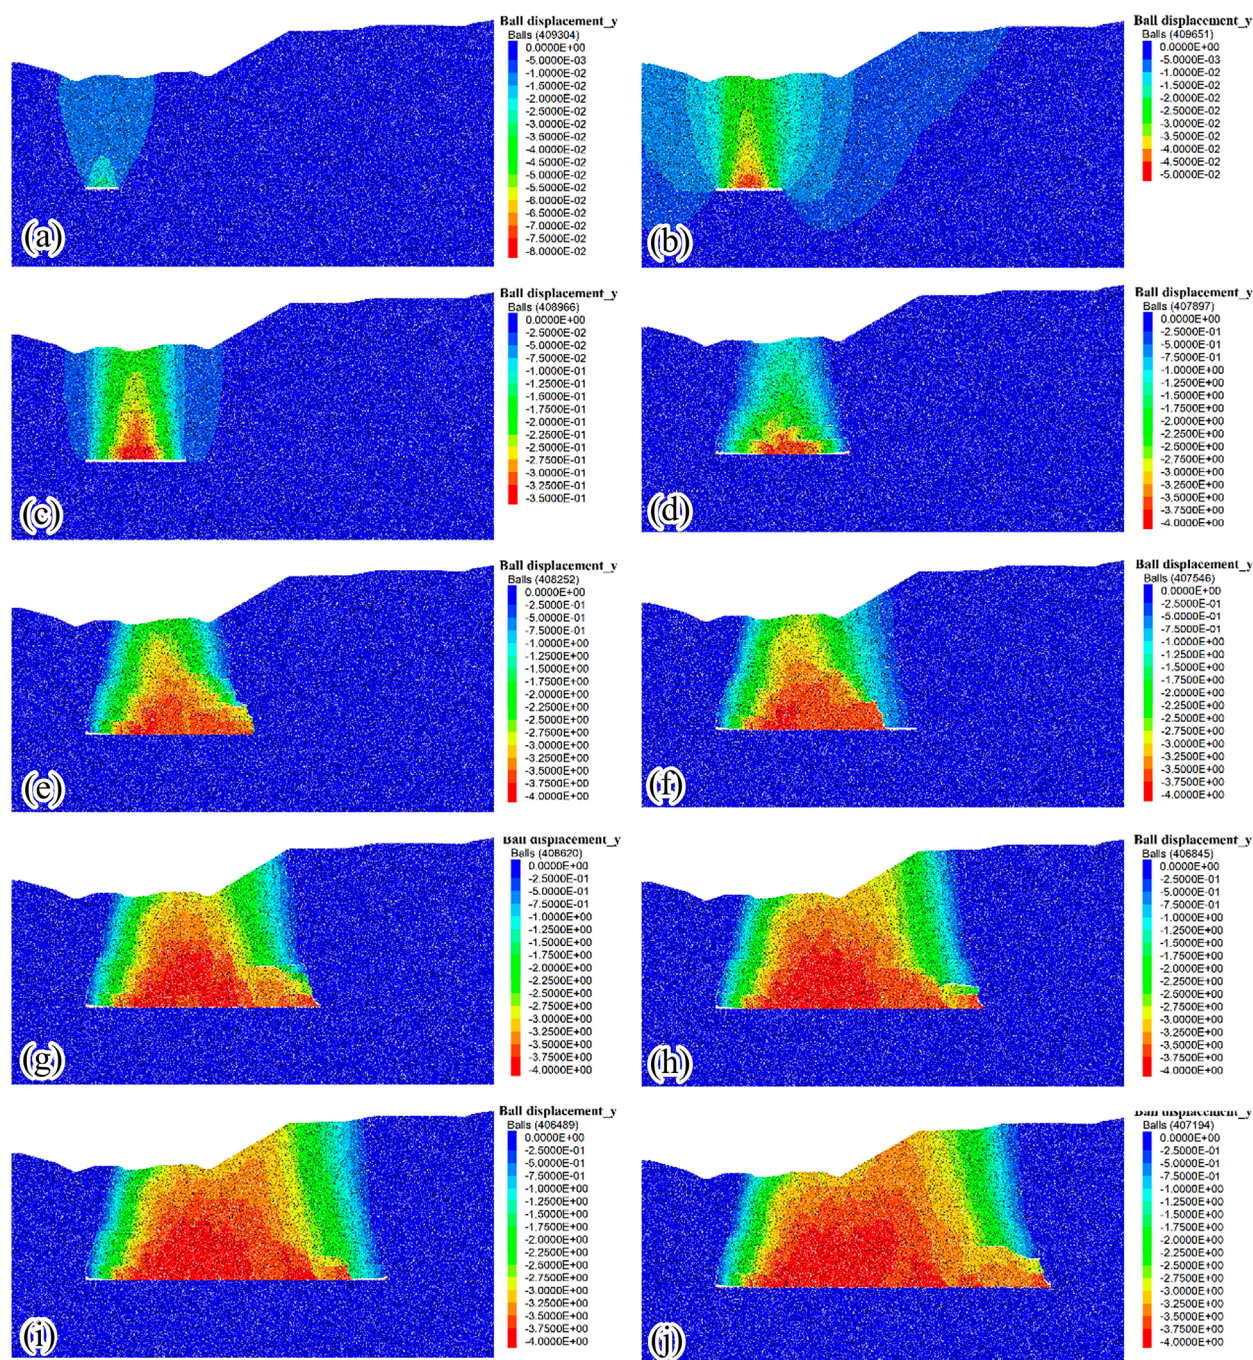 Ball displacement_y
Balls (409304)
0.0000E+00
-5.0000E-03
-1.0000E-02
-1.5000E-02
-2.0000E-02
-2.5000E-02
-3.0000E-02
-3.5000E-02
-4.0000E-02
-4.5000E-02
-5.0000E-02
-5.5000E-02
-6.0000E-02
-6.5000E-02
-7.0000E-02
-7.5000E-02
-8.0000E-02
(a)
Ball displacement_y
Balls (409651)
0.0000E+00
-5.0000E-03
-1.0000E-02
-1.5000E-02
-2.0000E-02
-2.5000E-02
-3.0000E-02
-3.5000E-02
-4.0000E-02
-4.5000E-02
-5.0000E-02
(b)
Ball displacement_y
Balls (408966)
0.0000E+00
-2.5000E-02
-5.0000E-02
-7.5000E-02
-1.0000E-01
-1.2500E-01
-1.5000E-01
-1.7500E-01
-2.0000E-01
-2.2500E-01
-2.5000E-01
-2.7500E-01
-3.0000E-01
-3.2500E-01
-3.5000E-01
(c)
Ball displacement_y
Balls (407897)
0.0000E+00
-2.5000E-01
-5.0000E-01
-7.5000E-01
-1.0000E+00
-1.2500E+00
-1.5000E+00
-1.7500E+00
-2.0000E+00
-2.2500E+00
-2.5000E+00
-2.7500E+00
-3.0000E+00
-3.2500E+00
-3.5000E+00
-3.7500E+00
-4.0000E+00
(d)
Ball displacement_y
Balls (408252)
0.0000E+00
-2.5000E-01
-5.0000E-01
-7.5000E-01
-1.0000E+00
-1.2500E+00
-1.5000E+00
-1.7500E+00
-2.0000E+00
-2.2500E+00
-2.5000E+00
-2.7500E+00
-3.0000E+00
-3.2500E+00
-3.5000E+00
-3.7500E+00
-4.0000E+00
(e)
Ball displacement_y
Balls (407546)
0.0000E+00
-2.5000E-01
-5.0000E-01
-7.5000E-01
-1.0000E+00
-1.2500E+00
-1.5000E+00
-1.7500E+00
-2.0000E+00
-2.2500E+00
-2.5000E+00
-2.7500E+00
-3.0000E+00
-3.2500E+00
-3.5000E+00
-3.7500E+00
-4.0000E+00
(f)
Ball displacement_y
Balls (408620)
0.0000E+00
-2.5000E-01
-5.0000E-01
-7.5000E-01
-1.0000E+00
-1.2500E+00
-1.5000E+00
-1.7500E+00
-2.0000E+00
-2.2500E+00
-2.5000E+00
-2.7500E+00
-3.0000E+00
-3.2500E+00
-3.5000E+00
-3.7500E+00
-4.0000E+00
(g)
Ball displacement_y
Balls (406845)
0.0000E+00
-2.5000E-01
-5.0000E-01
-7.5000E-01
-1.0000E+00
-1.2500E+00
-1.5000E+00
-1.7500E+00
-2.0000E+00
-2.2500E+00
-2.5000E+00
-2.7500E+00
-3.0000E+00
-3.2500E+00
-3.5000E+00
-3.7500E+00
-4.0000E+00
(h)
Ball displacement_y
Balls (406489)
0.0000E+00
-2.5000E-01
-5.0000E-01
-7.5000E-01
-1.0000E+00
-1.2500E+00
-1.5000E+00
-1.7500E+00
-2.0000E+00
-2.2500E+00
-2.5000E+00
-2.7500E+00
-3.0000E+00
-3.2500E+00
-3.5000E+00
-3.7500E+00
-4.0000E+00
(i)
Ball displacement_y
Balls (407194)
0.0000E+00
-2.5000E-01
-5.0000E-01
-7.5000E-01
-1.0000E+00
-1.2500E+00
-1.5000E+00
-1.7500E+00
-2.0000E+00
-2.2500E+00
-2.5000E+00
-2.7500E+00
-3.0000E+00
-3.2500E+00
-3.5000E+00
-3.7500E+00
-4.0000E+00
(j)